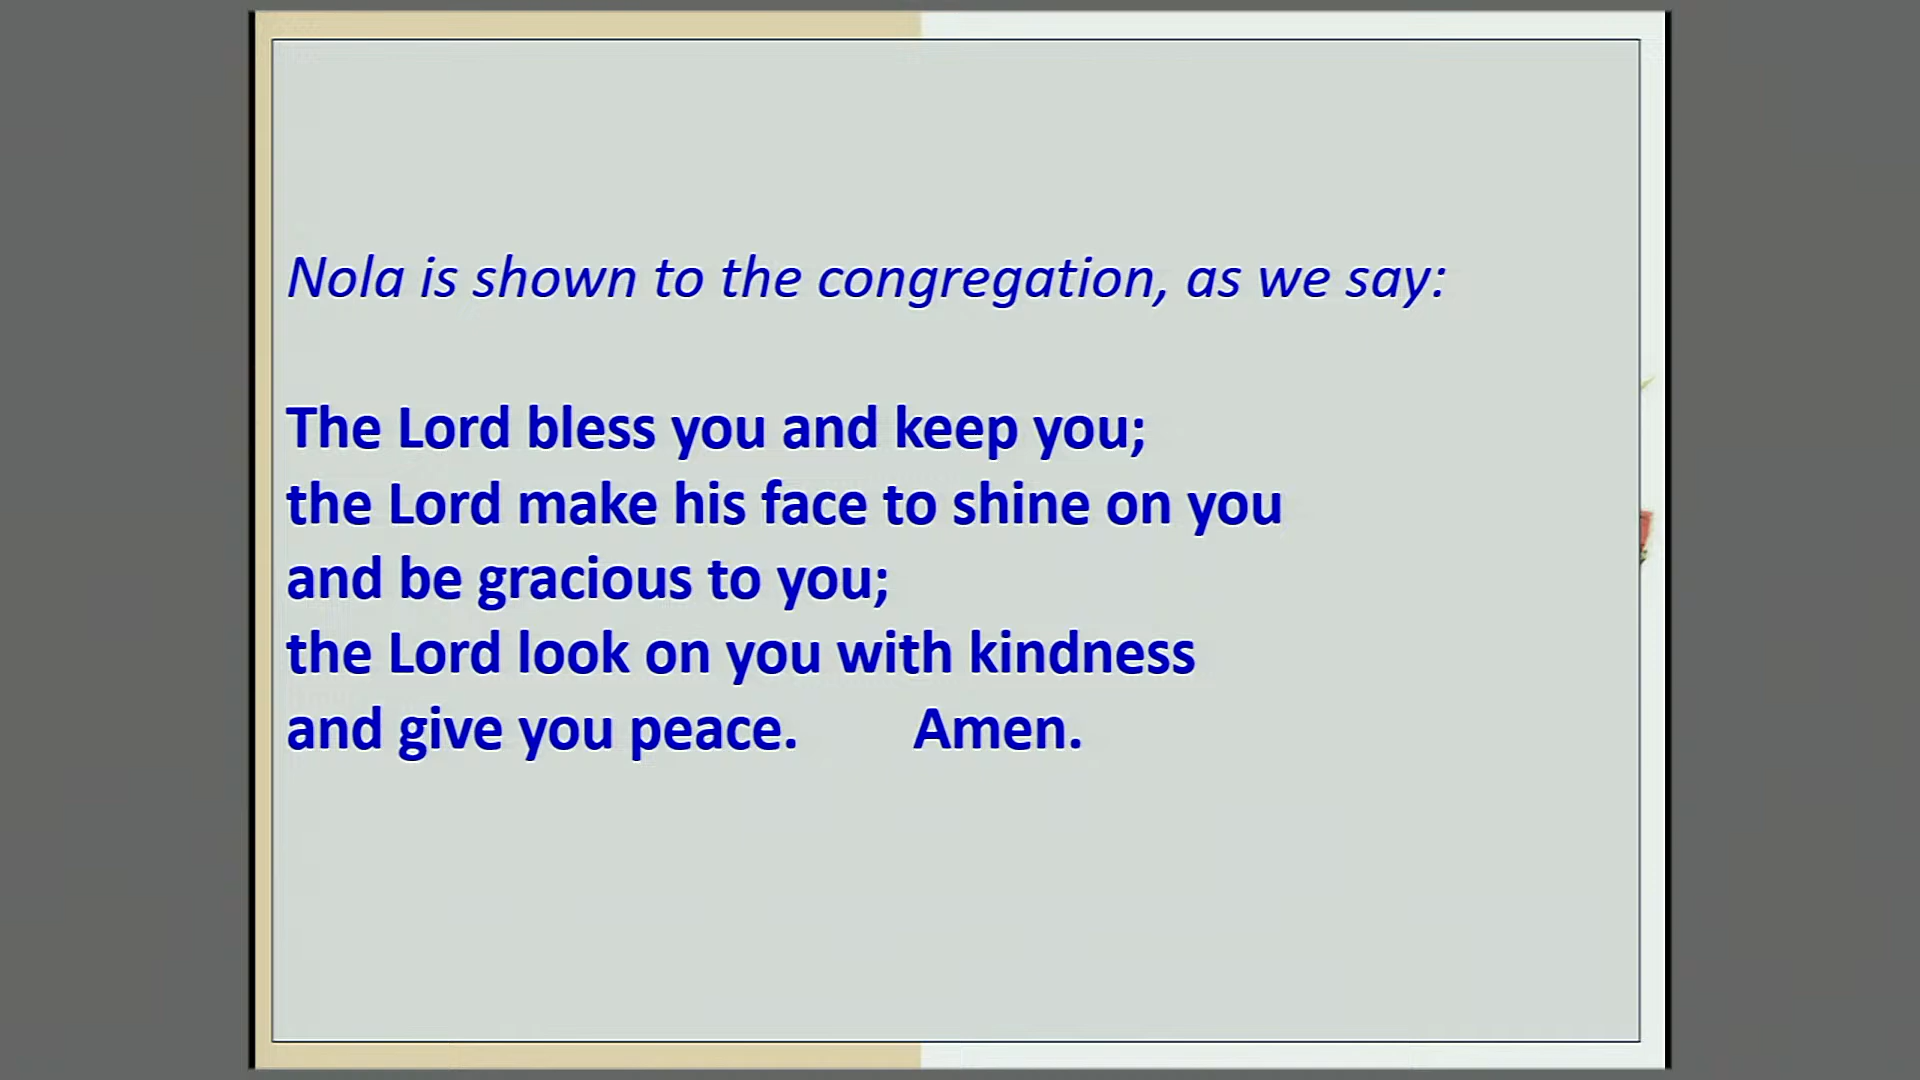 Nola is shown to the congregation, as we say:
The Lord bless you and keep you;
the Lord make his face to shine on you
and be gracious to you;
the Lord look on you with kindness
and give you peace. Amen.